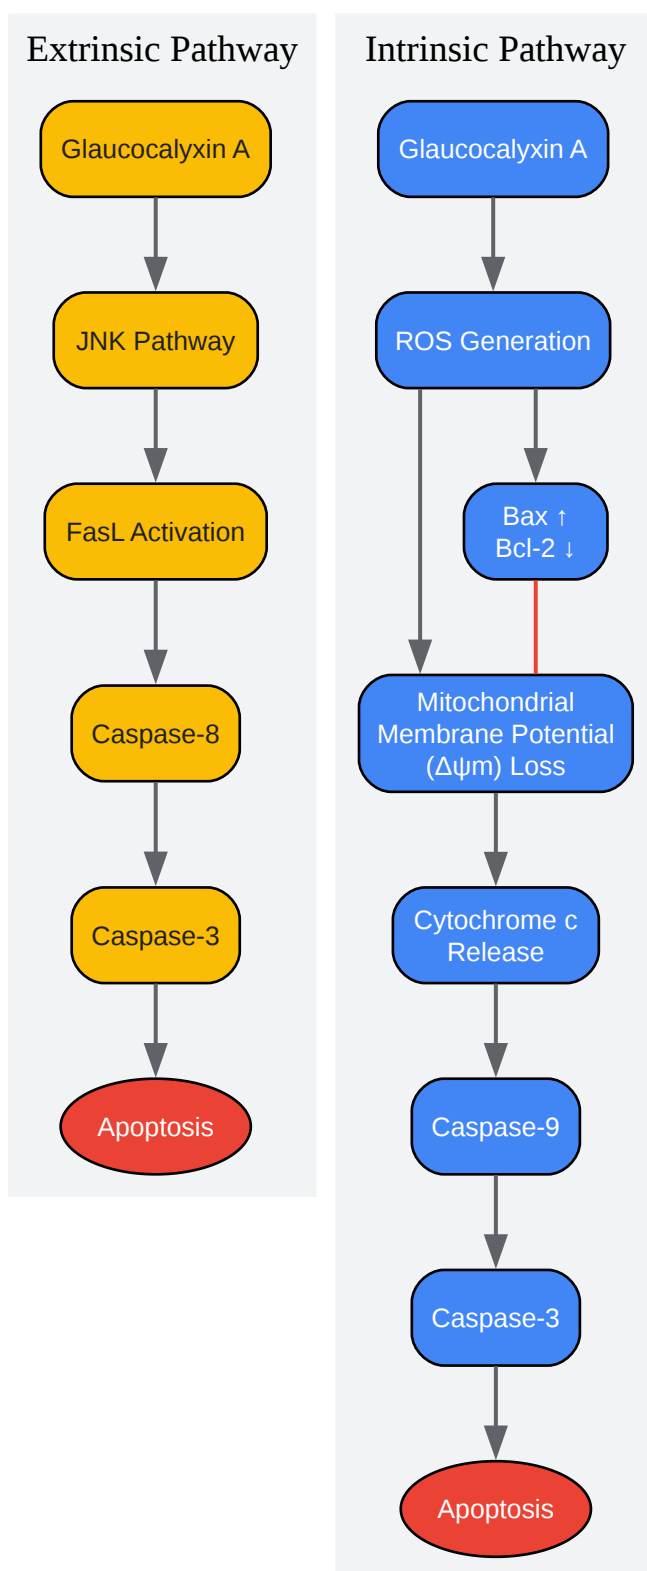 Extrinsic Pathway
Glaucocalyxin A
JNK Pathway
FasL Activation
Caspase-8
Caspase-3
Apoptosis
Intrinsic Pathway
Glaucocalyxin A
ROS Generation
Bax ↑
Bcl-2 ↓
Mitochondrial
Membrane Potential
(Δψm) Loss
Cytochrome c
Release
Caspase-9
Caspase-3
Apoptosis